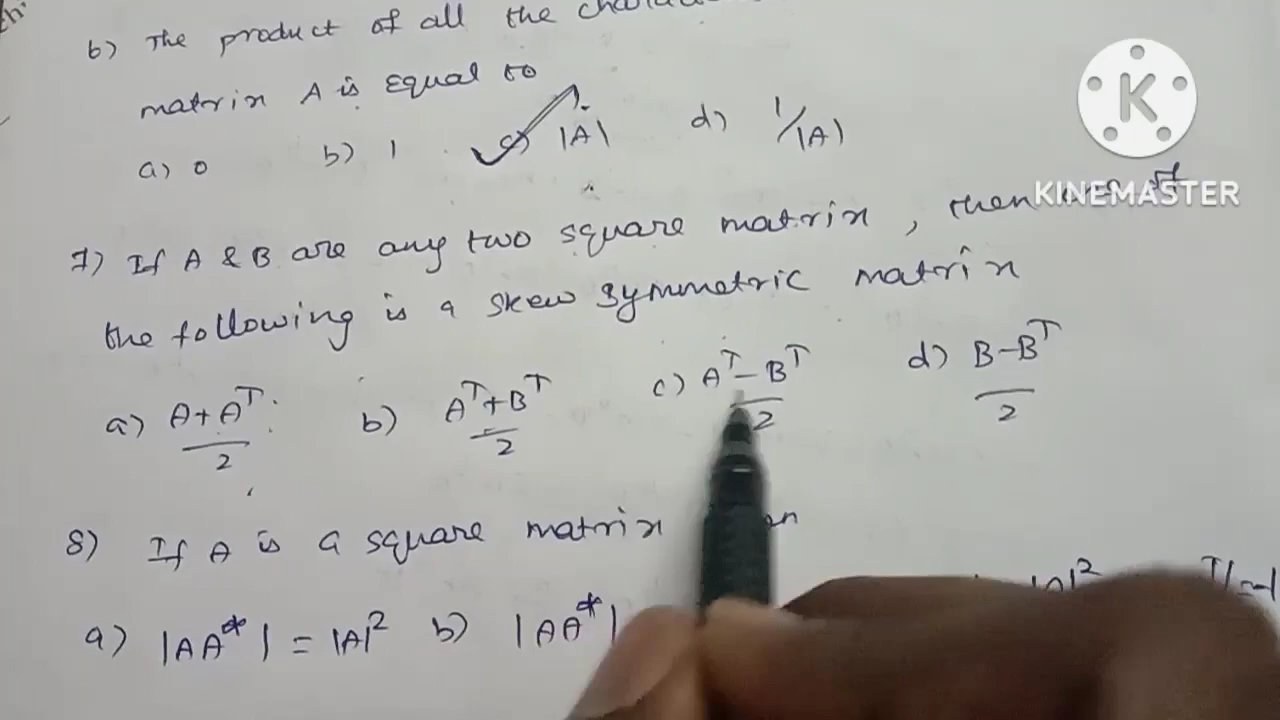 6) The product of all the
matrix A is equal to
a) 0 b) 1 c) |A| d) 1/|A|
KINEMASTER
7) If A & B are any two square matrix, then
the following is a skew symmetric matrix
a) A+A^T/2 b) A^T+B^T/2 c) A^T-B^T/2 d) B-B^T/2
8) If A is a square matrix
a) |AA*| = |A|^2 b) |AA*|